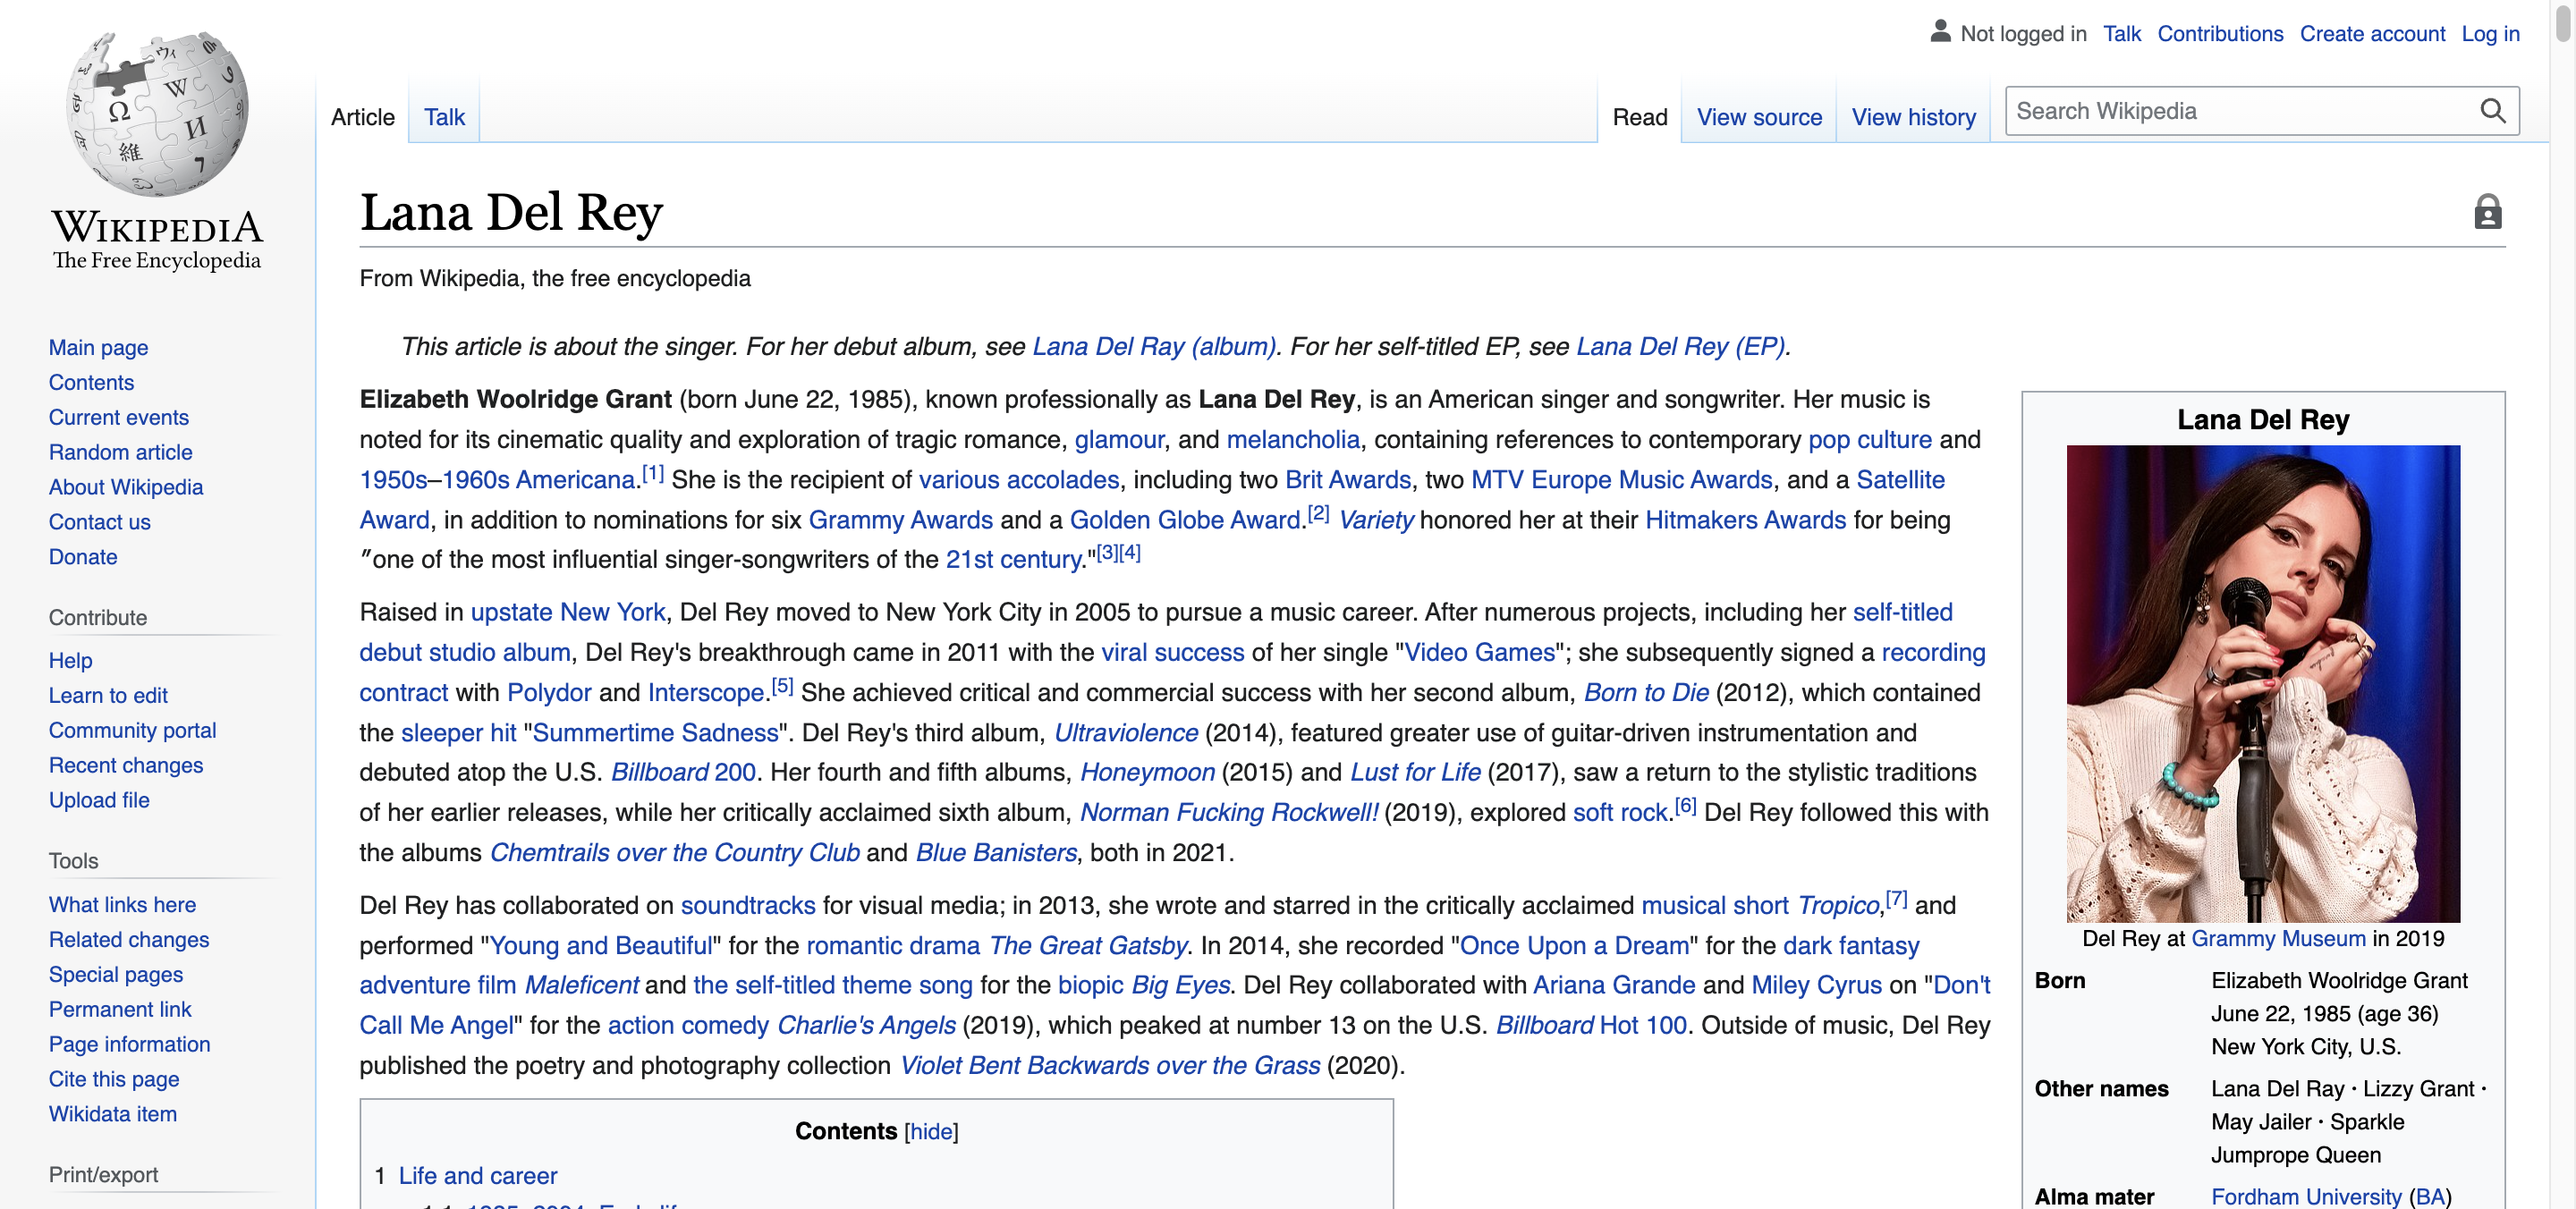 Not logged in Talk Contributions Create account Log in
Article Talk Read View source View history Search Wikipedia
Ω W И 維 ウィ 7
WIKIPEDIA
The Free Encyclopedia
Main page
Contents
Current events
Random article
About Wikipedia
Contact us
Donate
Contribute
Help
Learn to edit
Community portal
Recent changes
Upload file
Tools
What links here
Related changes
Special pages
Permanent link
Page information
Cite this page
Wikidata item
Print/export
Lana Del Rey
From Wikipedia, the free encyclopedia
This article is about the singer. For her debut album, see Lana Del Ray (album). For her self-titled EP, see Lana Del Rey (EP).
Elizabeth Woolridge Grant (born June 22, 1985), known professionally as Lana Del Rey, is an American singer and songwriter. Her music is
noted for its cinematic quality and exploration of tragic romance, glamour, and melancholia, containing references to contemporary pop culture and
1950s–1960s Americana.[1] She is the recipient of various accolades, including two Brit Awards, two MTV Europe Music Awards, and a Satellite
Award, in addition to nominations for six Grammy Awards and a Golden Globe Award.[2] Variety honored her at their Hitmakers Awards for being
"one of the most influential singer-songwriters of the 21st century."[3][4]
Raised in upstate New York, Del Rey moved to New York City in 2005 to pursue a music career. After numerous projects, including her self-titled
debut studio album, Del Rey's breakthrough came in 2011 with the viral success of her single "Video Games"; she subsequently signed a recording
contract with Polydor and Interscope.[5] She achieved critical and commercial success with her second album, Born to Die (2012), which contained
the sleeper hit "Summertime Sadness". Del Rey's third album, Ultraviolence (2014), featured greater use of guitar-driven instrumentation and
debuted atop the U.S. Billboard 200. Her fourth and fifth albums, Honeymoon (2015) and Lust for Life (2017), saw a return to the stylistic traditions
of her earlier releases, while her critically acclaimed sixth album, Norman Fucking Rockwell! (2019), explored soft rock.[6] Del Rey followed this with
the albums Chemtrails over the Country Club and Blue Banisters, both in 2021.
Del Rey has collaborated on soundtracks for visual media; in 2013, she wrote and starred in the critically acclaimed musical short Tropico,[7] and
performed "Young and Beautiful" for the romantic drama The Great Gatsby. In 2014, she recorded "Once Upon a Dream" for the dark fantasy
adventure film Maleficent and the self-titled theme song for the biopic Big Eyes. Del Rey collaborated with Ariana Grande and Miley Cyrus on "Don't
Call Me Angel" for the action comedy Charlie's Angels (2019), which peaked at number 13 on the U.S. Billboard Hot 100. Outside of music, Del Rey
published the poetry and photography collection Violet Bent Backwards over the Grass (2020).
Contents [hide]
1 Life and career
Lana Del Rey
Del Rey at Grammy Museum in 2019
Born Elizabeth Woolridge Grant
June 22, 1985 (age 36)
New York City, U.S.
Other names Lana Del Ray · Lizzy Grant ·
May Jailer · Sparkle
Jumprope Queen
Alma mater Fordham University (BA)